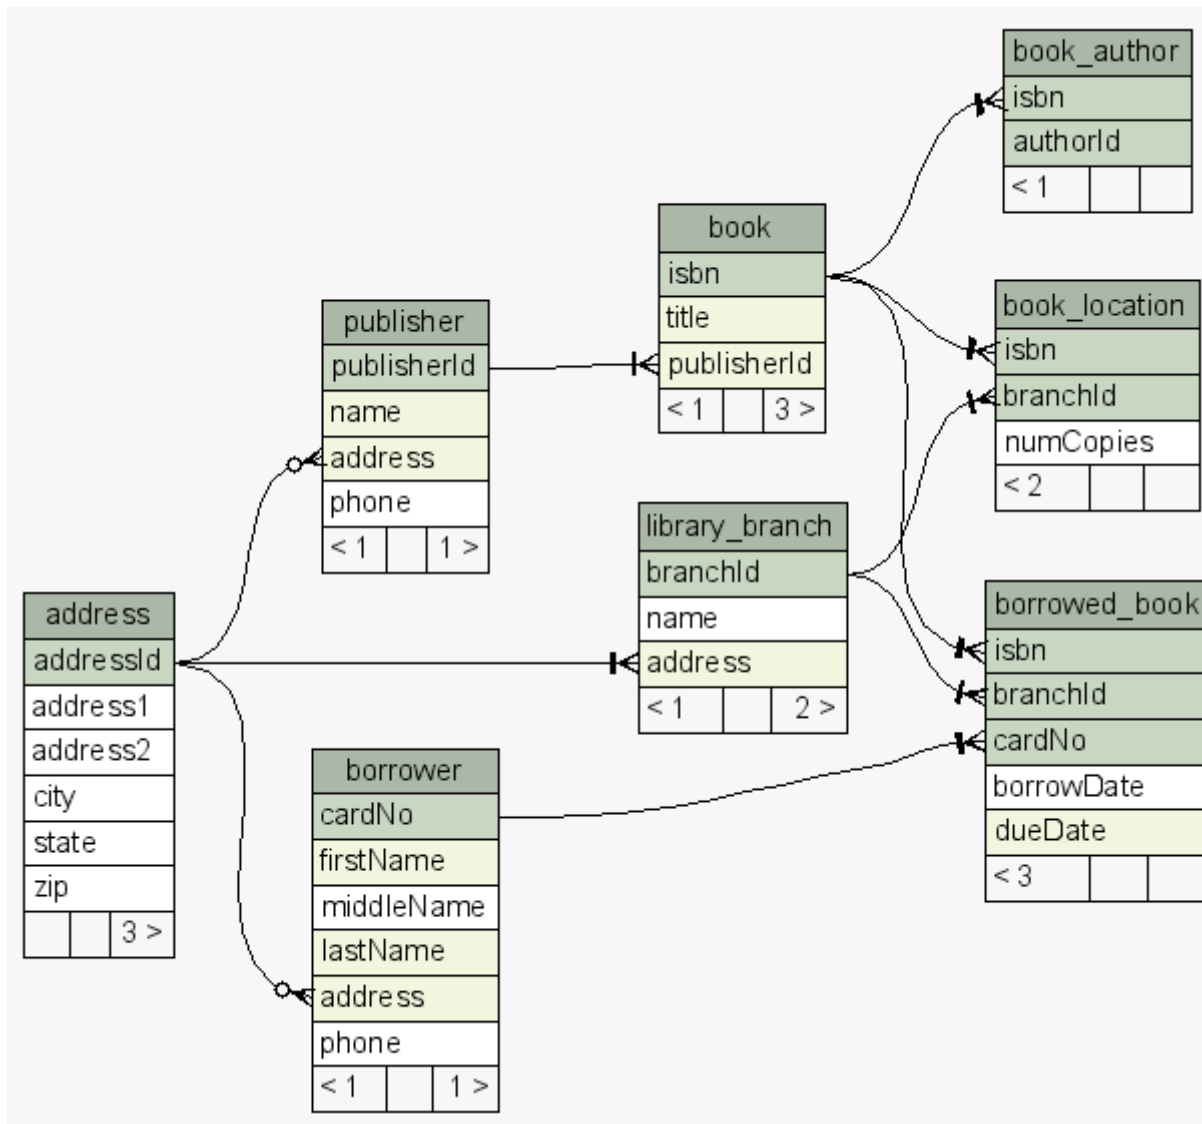 book_author
isbn
authorId
< 1
book
isbn
title
publisherId
< 1 3 >
publisher
publisherId
name
address
phone
< 1 1 >
book_location
isbn
branchId
numCopies
< 2
library_branch
branchId
name
address
< 1 2 >
address
addressId
address1
address2
city
state
zip
3 >
borrower
cardNo
firstName
middleName
lastName
address
phone
< 1 1 >
borrowed_book
isbn
branchId
cardNo
borrowDate
dueDate
< 3